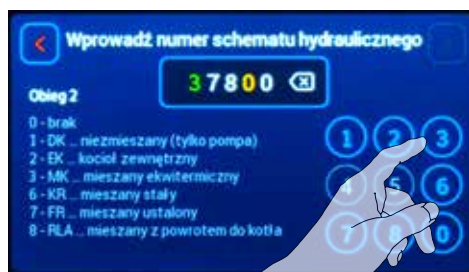 Wprowadź numer schematu hydraulicznego
37800
Obieg 2
0 - brak
1 - DK ... niezmieszany (tylko pompa)
2 - EK ... kocioł zewnętrzny
3 - MK ... mieszany ekwitermiczny
6 - KR ... mieszany stały
7 - FR ... mieszany ustalony
8 - RLA ... mieszany z powrotem do kotła
1 2 3
4 5 6
7 8 0